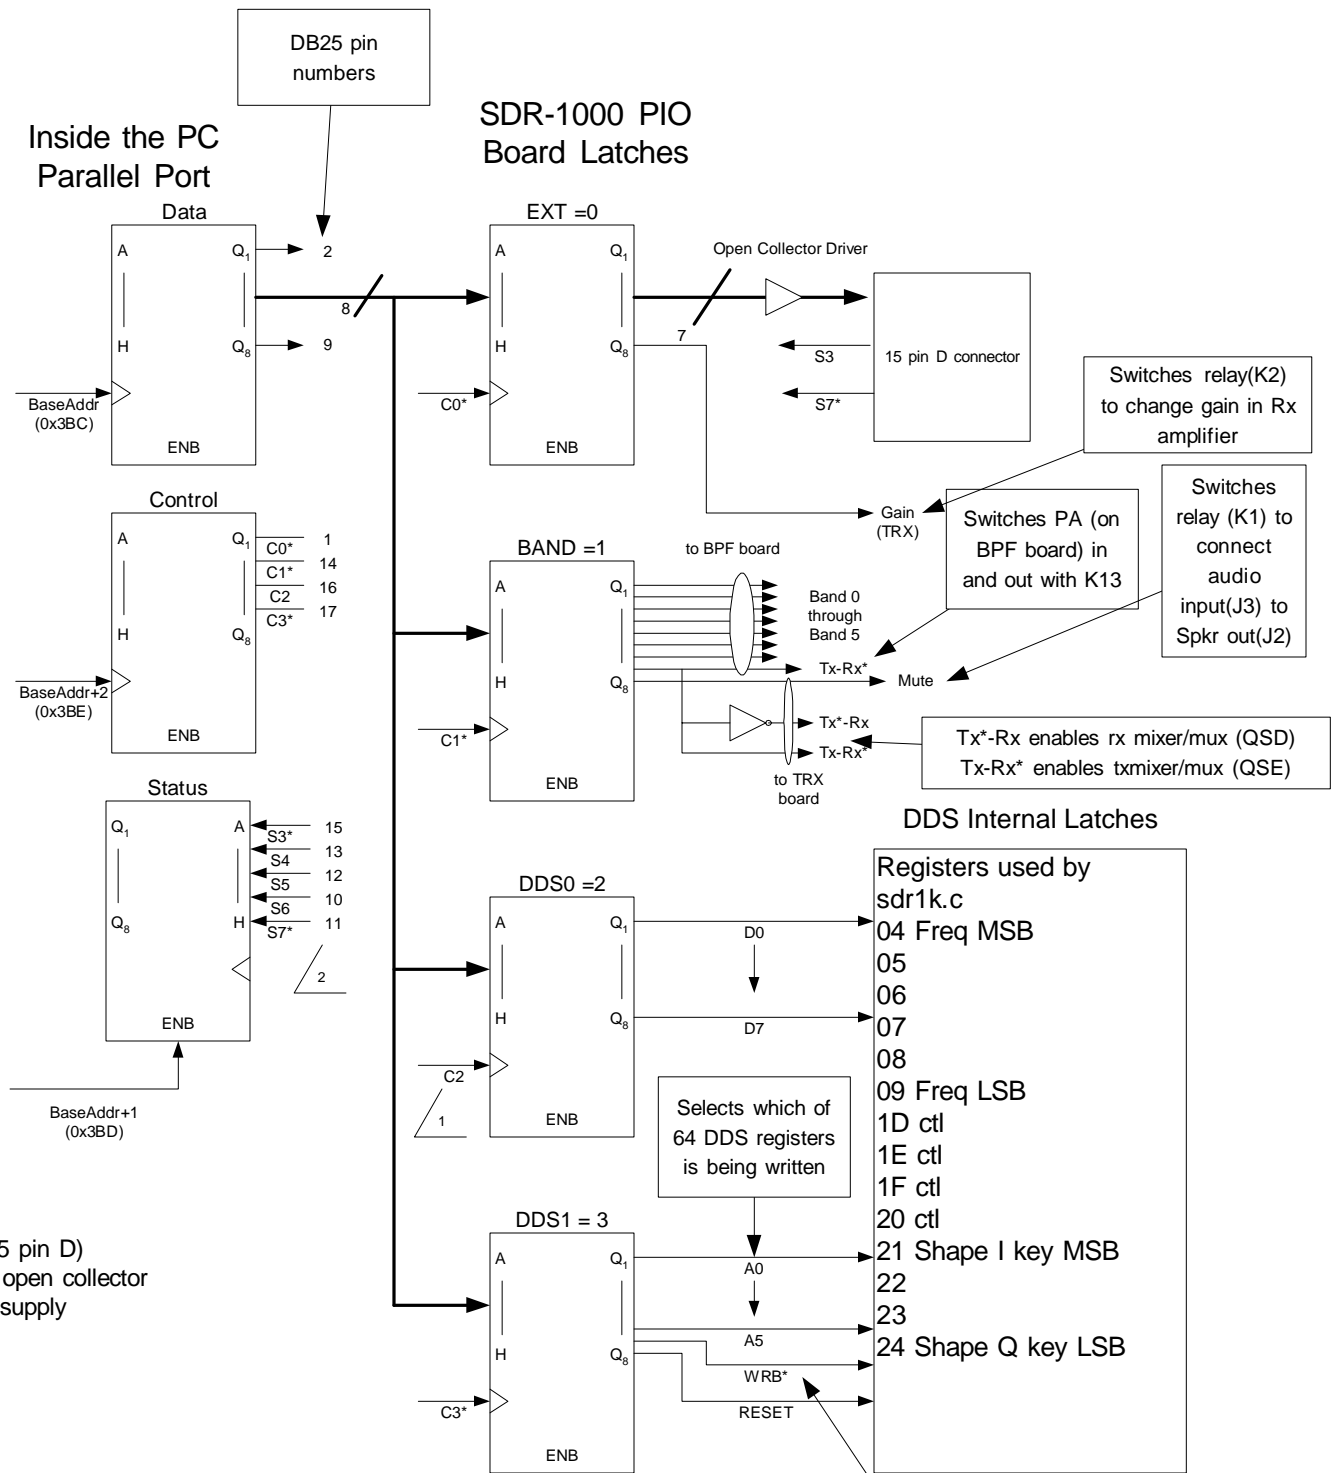 DB25 pin
numbers
Inside the PC
Parallel Port
SDR-1000 PIO
Board Latches
Data
A
Q1
2
8
H
Q8
9
BaseAddr
(0x3BC)
ENB
EXT =0
A
Q1
Open Collector Driver
7
H
Q8
S3
S7*
15 pin D connector
C0*
ENB
Switches relay(K2)
to change gain in Rx
amplifier
Gain
(TRX)
Control
A
Q1
1
C0*
14
C1*
16
C2
17
C3*
H
Q8
BaseAddr+2
(0x3BE)
ENB
BAND =1
A
Q1
to BPF board
Band 0
through
Band 5
H
Q8
Tx-Rx*
Mute
Tx*-Rx
Tx-Rx*
to TRX
board
C1*
ENB
Switches PA (on
BPF board) in
and out with K13
Switches
relay (K1) to
connect
audio
input(J3) to
Spkr out(J2)
Tx*-Rx enables rx mixer/mux (QSD)
Tx-Rx* enables txmixer/mux (QSE)
Status
Q1
A
15
S3*
13
S4
12
S5
10
S6
Q8
H
11
S7*
2
ENB
BaseAddr+1
(0x3BD)
DDS0 =2
A
Q1
D0
H
Q8
D7
C2
1
ENB
Selects which of
64 DDS registers
is being written
DDS1 = 3
A
Q1
A0
A5
H
Q8
WRB*
RESET
C3*
ENB
DDS Internal Latches
Registers used by
sdr1k.c
04 Freq MSB
05
06
07
08
09 Freq LSB
1D ctl
1E ctl
1F ctl
20 ctl
21 Shape I key MSB
22
23
24 Shape Q key LSB
5 pin D)
open collector
supply